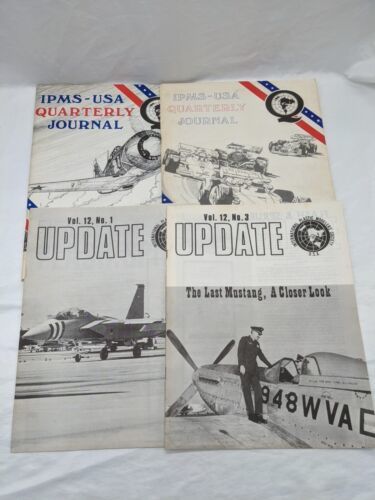 IPMS-USA
QUARTERLY
JOURNAL
Q
IPMS-USA
QUARTERLY
JOURNAL
Q
Vol. 12, No. 1
UPDATE
Vol. 12, No. 3
UPDATE
The Last Mustang, A Closer Look
948WVA